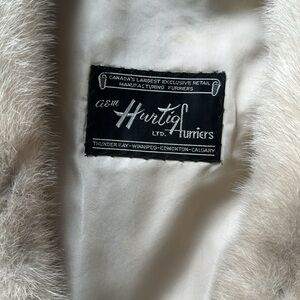 CANADA'S LARGEST EXCLUSIVE RETAIL
MANUFACTURING FURRIERS
A&M Hurtig Furriers
LTD.
THUNDER BAY-WINNIPEG-EDMONTON-CALGARY